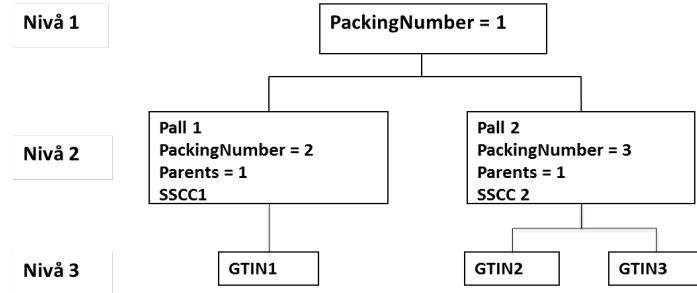 Nivå 1
PackingNumber = 1
Nivå 2
Pall 1
PackingNumber = 2
Parents = 1
SSCC1
Pall 2
PackingNumber = 3
Parents = 1
SSCC 2
Nivå 3
GTIN1
GTIN2
GTIN3